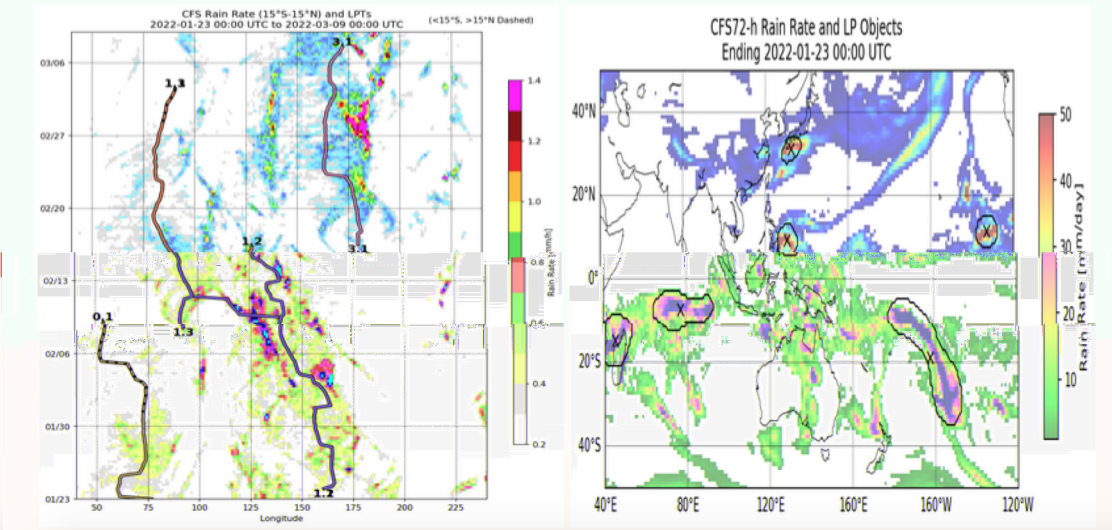 CFS Rain Rate (15°S-15°N) and LPTs
2022-01-23 00:00 UTC to 2022-03-09 00:00 UTC
(<15°S, >15°N Dashed)
3.1
03/06
1.3
02/27
02/20
1.2
3.1
02/13
0.1
1.3
02/06
01/30
01/23
1.2
50 75 100 125 150 175 200 225
Longitude
1.4
1.2
1.0
0.8
0.6
0.4
0.2
Rain Rate [mm/h]
CFS72-h Rain Rate and LP Objects
Ending 2022-01-23 00:00 UTC
40°N
20°N
0°
20°S
40°S
40°E 80°E 120°E 160°E 160°W 120°W
50
40
30
20
10
Rain Rate [mm/day]